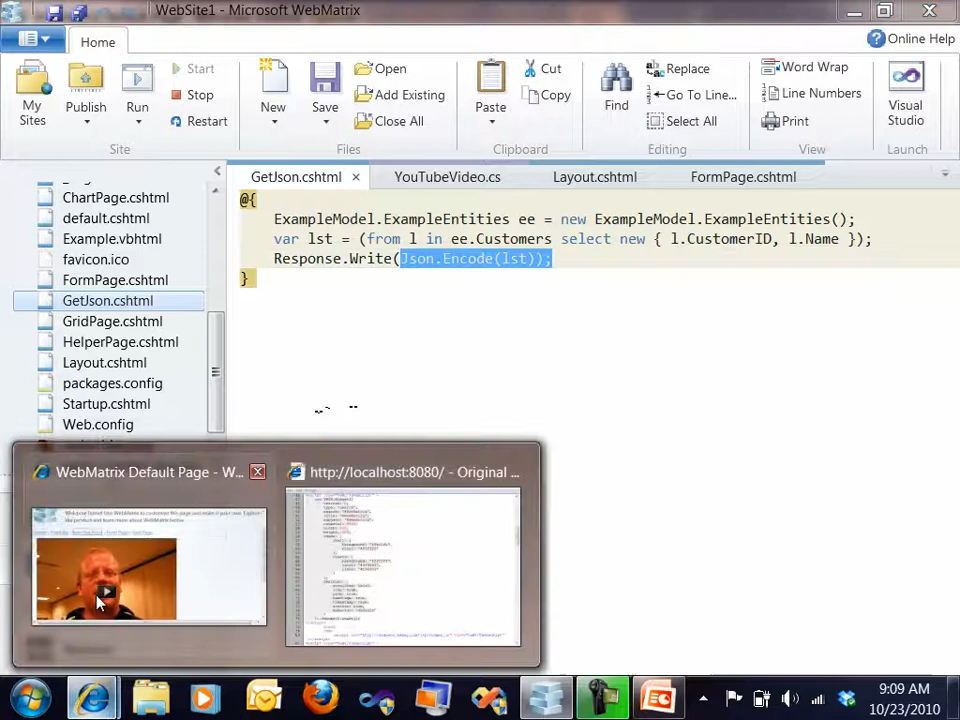 WebSite1 - Microsoft WebMatrix
Home
Online Help
My Sites
Publish
Run
Start
Stop
Restart
Site
New
Save
Open
Add Existing
Close All
Files
Paste
Cut
Copy
Clipboard
Find
Replace
Go To Line...
Select All
Editing
Word Wrap
Line Numbers
Print
View
Visual Studio
Launch
GetJson.cshtml
YouTubeVideo.cs
Layout.cshtml
FormPage.cshtml
ChartPage.cshtml
default.cshtml
Example.vbhtml
favicon.ico
FormPage.cshtml
GetJson.cshtml
GridPage.cshtml
HelperPage.cshtml
Layout.cshtml
packages.config
Startup.cshtml
Web.config
@{
ExampleModel.ExampleEntities ee = new ExampleModel.ExampleEntities();
var lst = (from l in ee.Customers select new { l.CustomerID, l.Name });
Response.Write(Json.Encode(lst));
}
WebMatrix Default Page - W...
http://localhost:8080/ - Original ...
9:09 AM
10/23/2010